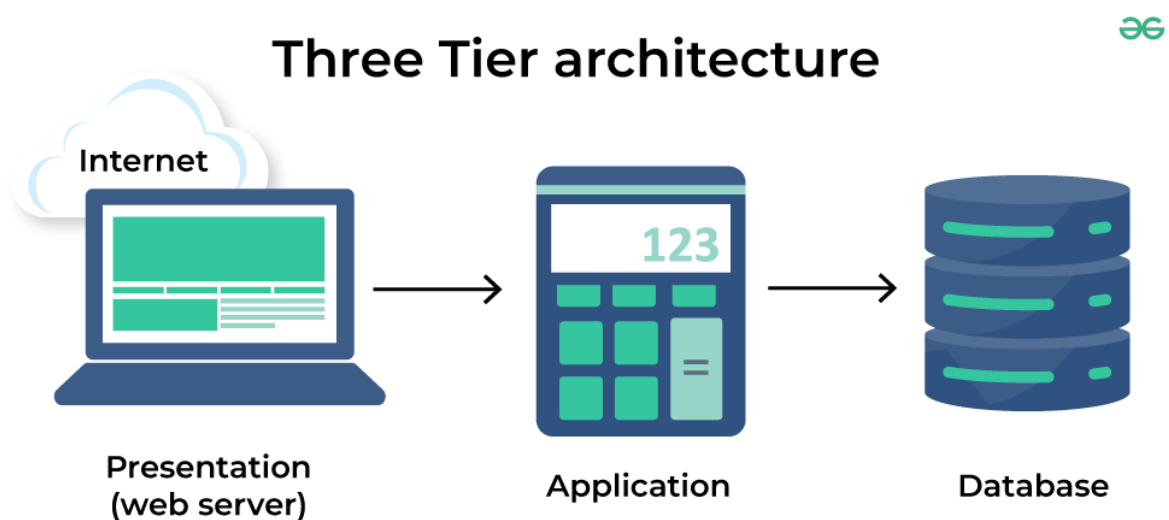 Three Tier architecture
Internet
123
=
Presentation
(web server)
Application
Database